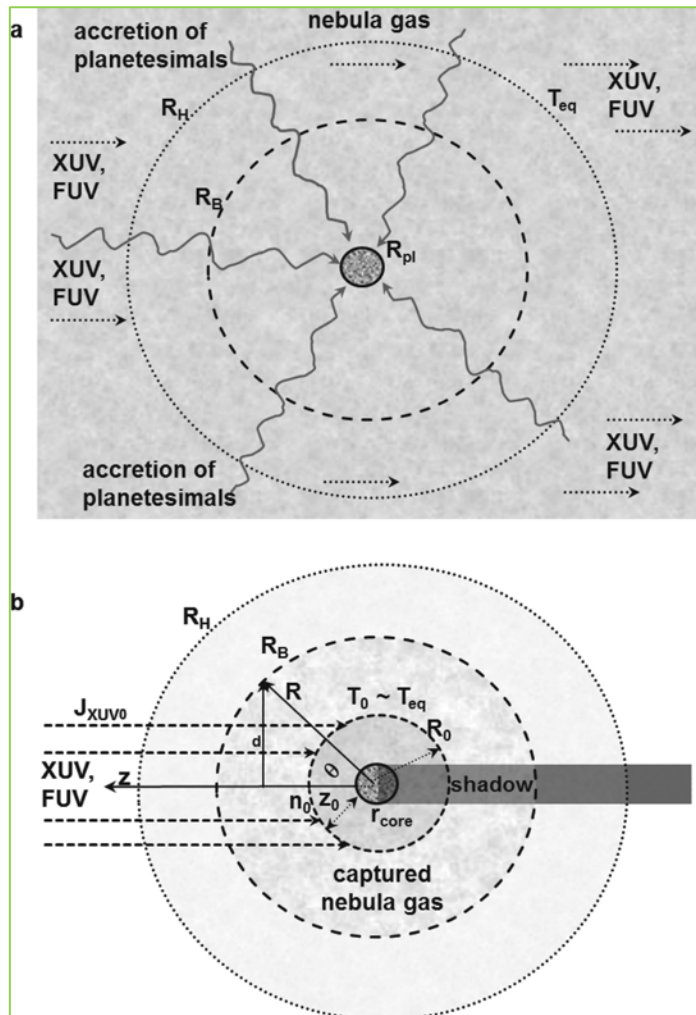 a
nebula gas
accretion of
planetesimals
R_H
T_eq
XUV,
FUV
XUV,
FUV
R_B
R_pl
XUV,
FUV
XUV,
FUV
accretion of
planetesimals
b
R_H
R_B
R
T_0 ~ T_eq
J_XUV0
R_0
d
XUV,
FUV
z
Θ
n_0
z_0
r_core
shadow
captured
nebula gas